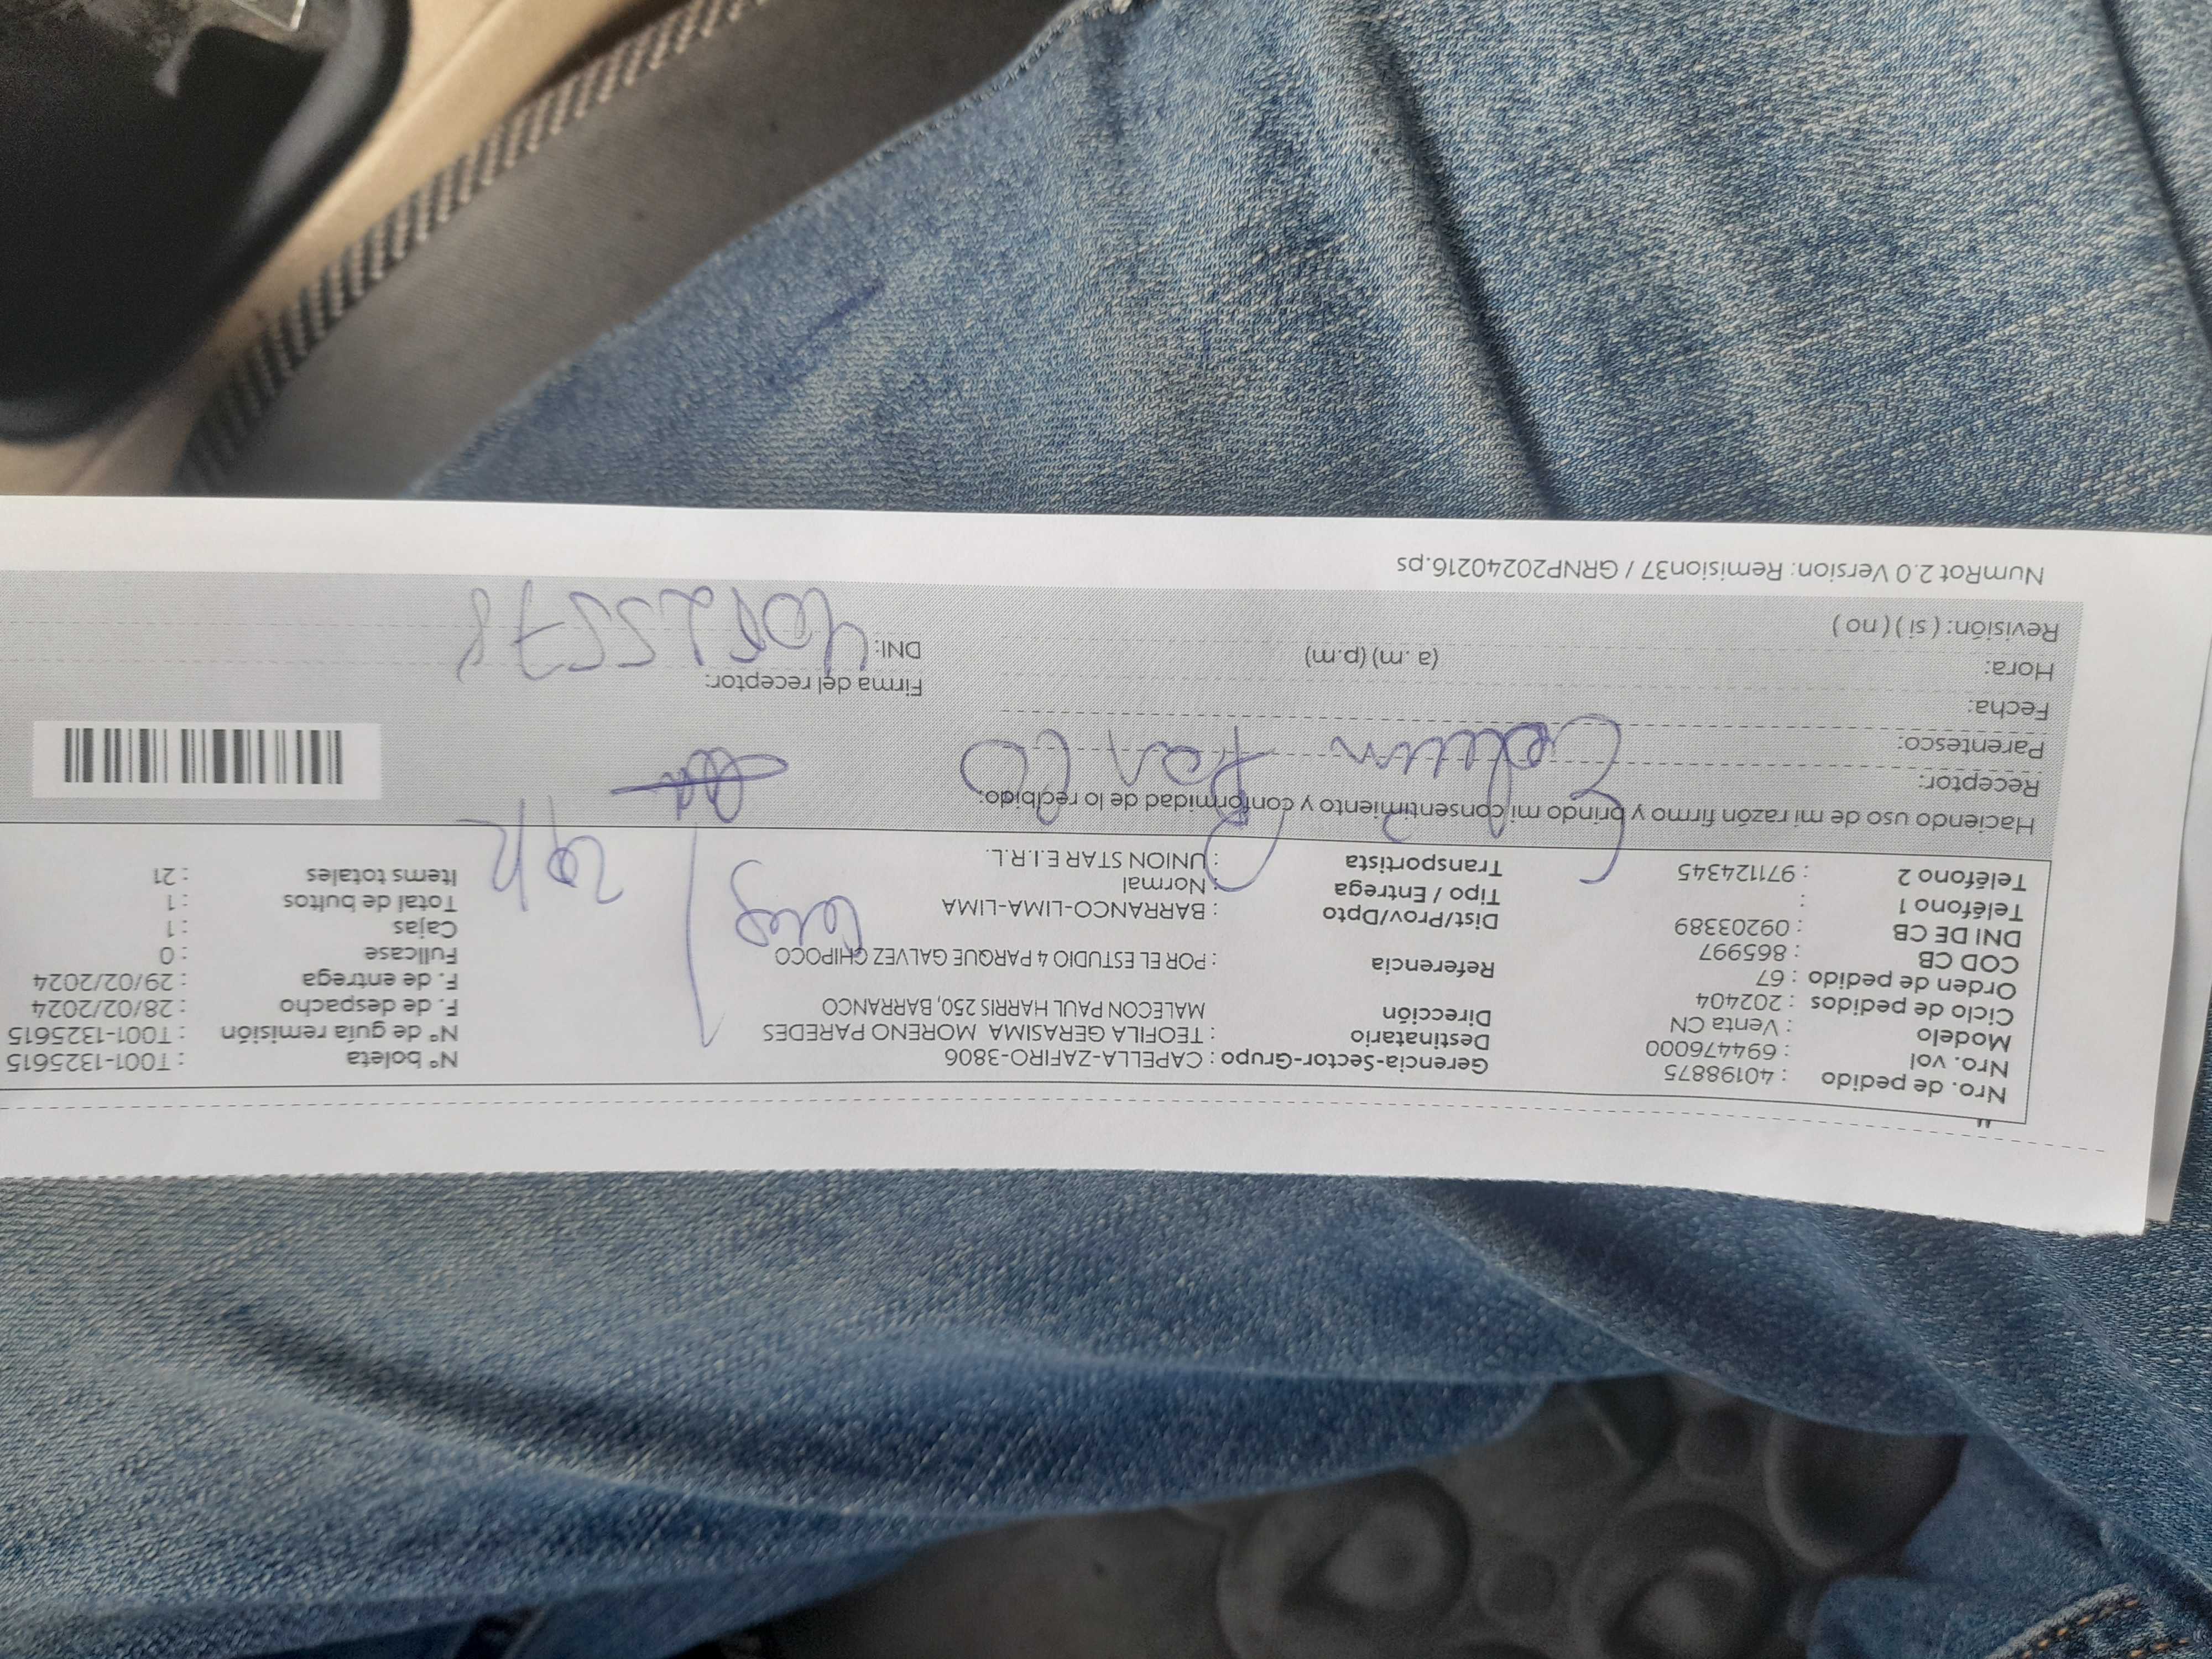 Nro. de pedido : 40198875
Nro. vol : 694476000
Modelo : Venta CN
Ciclo de pedidos : 202404
Orden de pedido : 67
COD CB : 865997
DNI DE CB : 09203389
Teléfono 1 :
Teléfono 2 : 971124345
Gerencia-Sector-Grupo : CAPELLA-ZAFIRO-3806
Destinatario : TEOFILA GERASIMA MORENO PAREDES
Dirección MALECON PAUL HARRIS 250, BARRANCO
Referencia : POR EL ESTUDIO 4 PARQUE GALVEZ CHIPOCO
Dist/Prov/Dpto : BARRANCO-LIMA-LIMA
Tipo / Entrega : Normal
Transportista : UNION STAR E.I.R.L.
N° boleta : T001-1325615
N° de guia remisión : T001-1325615
F. de despacho : 28/02/2024
F. de entrega : 29/02/2024
Fullcase : 0
Cajas : 1
Total de bultos : 1
Items totales : 21
Haciendo uso de mi razón firmo y brindo mi consentimiento y conformidad de lo recibido:
Receptor:
Parentesco:
Fecha:
Hora: (a. m) (p.m)
Revisión: ( si ) ( no )
Firma del receptor:
DNI:
NumRot 2.0 Version: Remision37 / GRNP20240216.ps